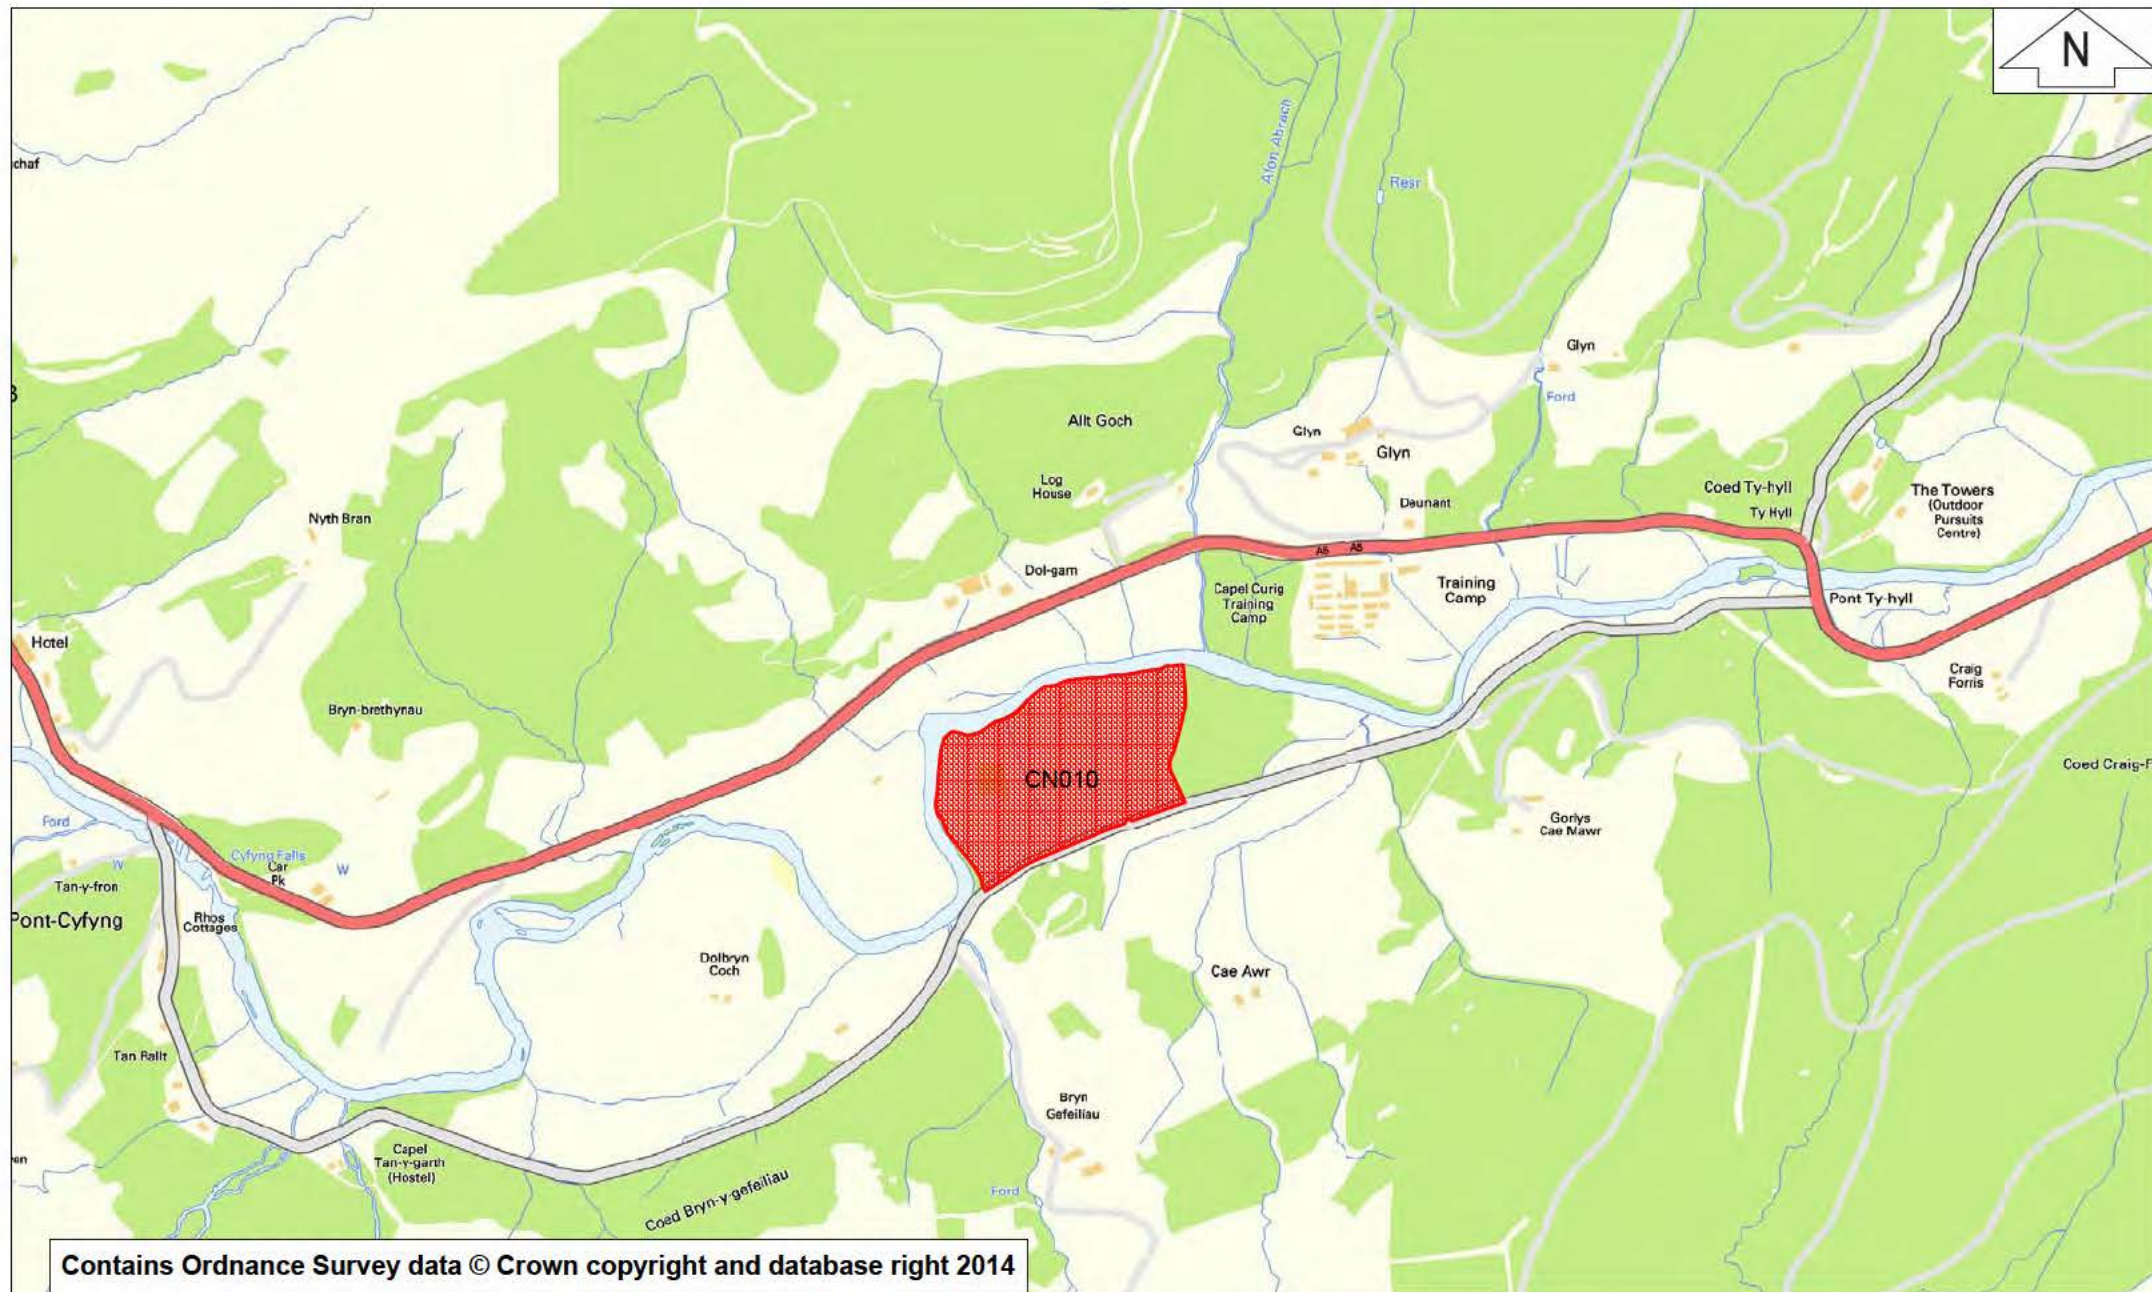 N
chaf
Afon Abrach
Resr
3
Glyn
Ford
Allt Goch
Glyn
Glyn
Log
House
Deunant
Coed Ty-hyll
Ty Hyll
The Towers
(Outdoor
Pursuits
Centre)
Nyth Bran
A5
A5
Dol-gam
Capel Curig
Training
Camp
Training
Camp
Pont Ty-hyll
Hotel
Craig
Forris
Bryn-brethynau
CN010
Coed Craig-F
Gorlys
Cae Mawr
Ford
Cyfyng Falls
Car
Pk
W
W
Tan-y-fron
Pont-Cyfyng
Rhos
Cottages
Dolbryn
Coch
Cae Awr
Tan Rallt
Bryn
Gefeiliau
Capel
Tan-y-garth
(Hostel)
en
Coed Bryn-y-gefeiliau
Ford
Contains Ordnance Survey data © Crown copyright and database right 2014